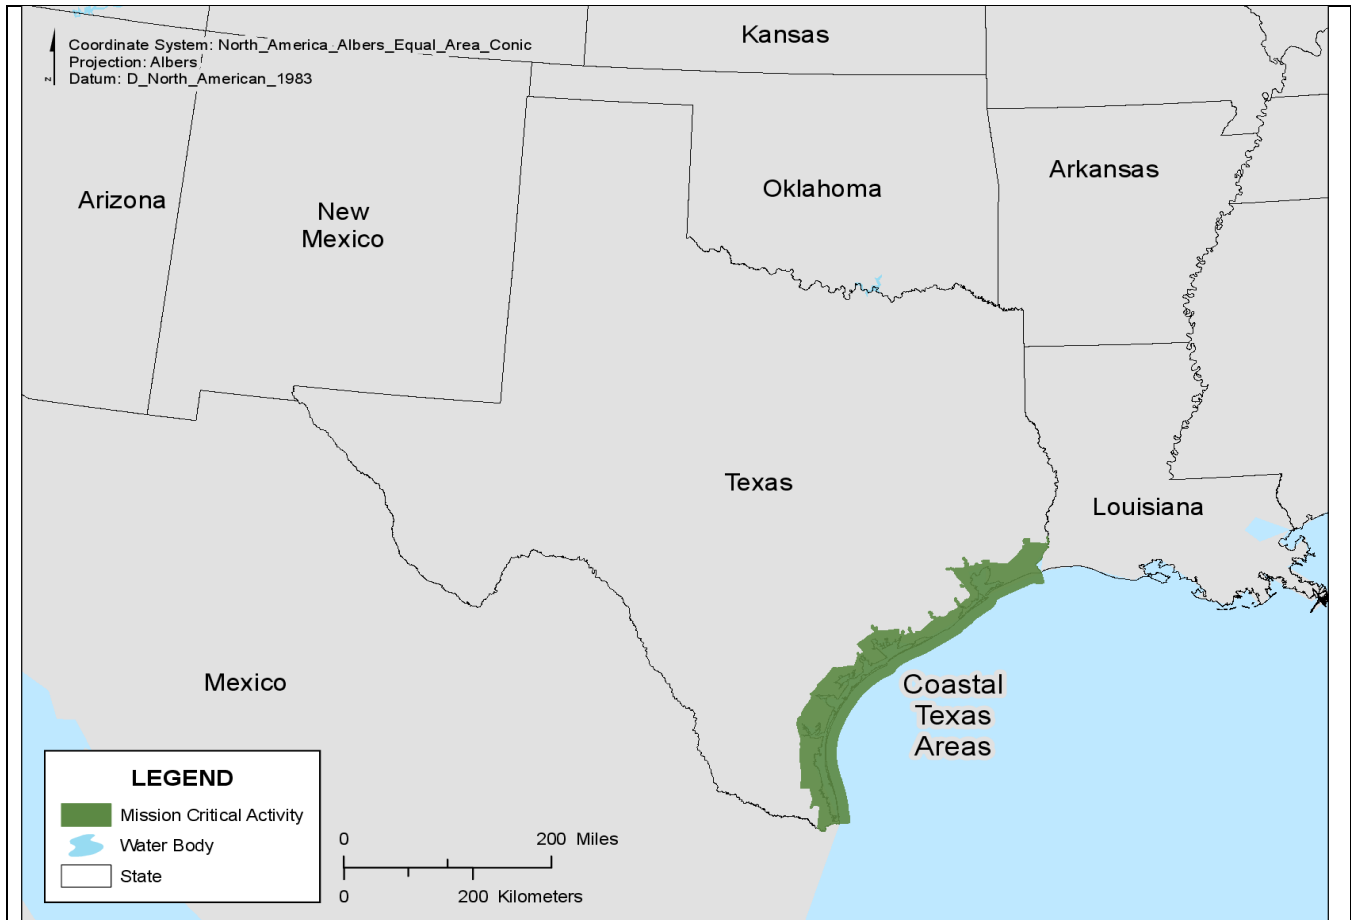 Coordinate System: North_America_Albers_Equal_Area_Conic
Projection: Albers
Datum: D_North_American_1983
N
Kansas
Arkansas
Oklahoma
Arizona
New
Mexico
Texas
Louisiana
Mexico
Coastal
Texas
Areas
LEGEND
Mission Critical Activity
Water Body
State
0 200 Miles
0 200 Kilometers